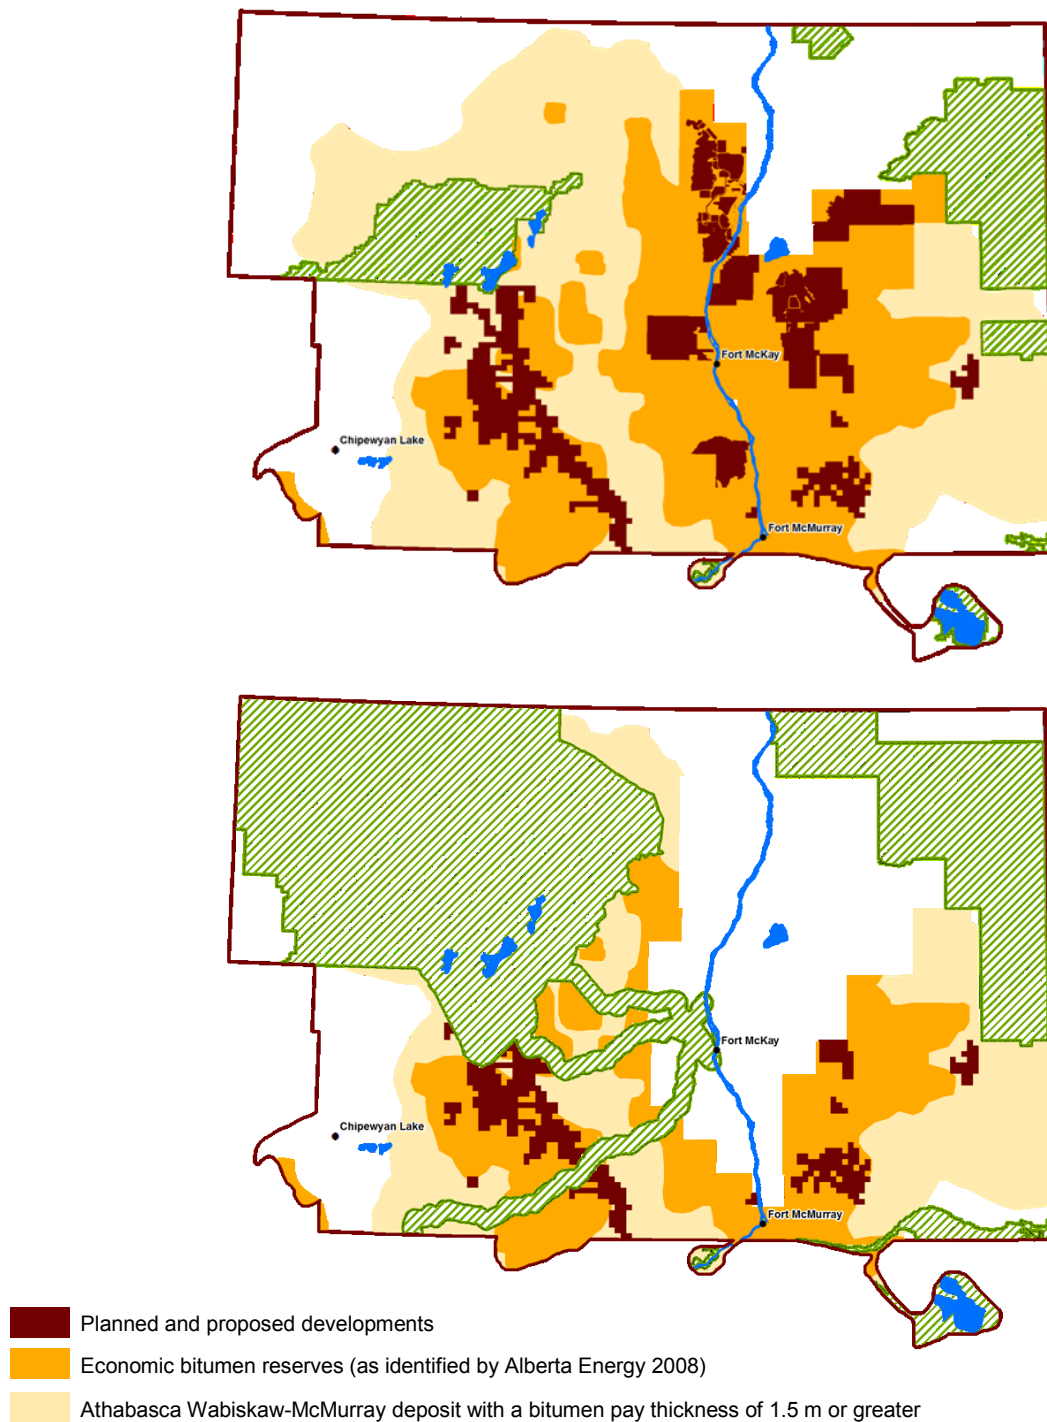 Fort McKay
Chipewyan Lake
Fort McMurray
Fort McKay
Chipewyan Lake
Fort McMurray
Planned and proposed developments
Economic bitumen reserves (as identified by Alberta Energy 2008)
Athabasca Wabiskaw-McMurray deposit with a bitumen pay thickness of 1.5 m or greater